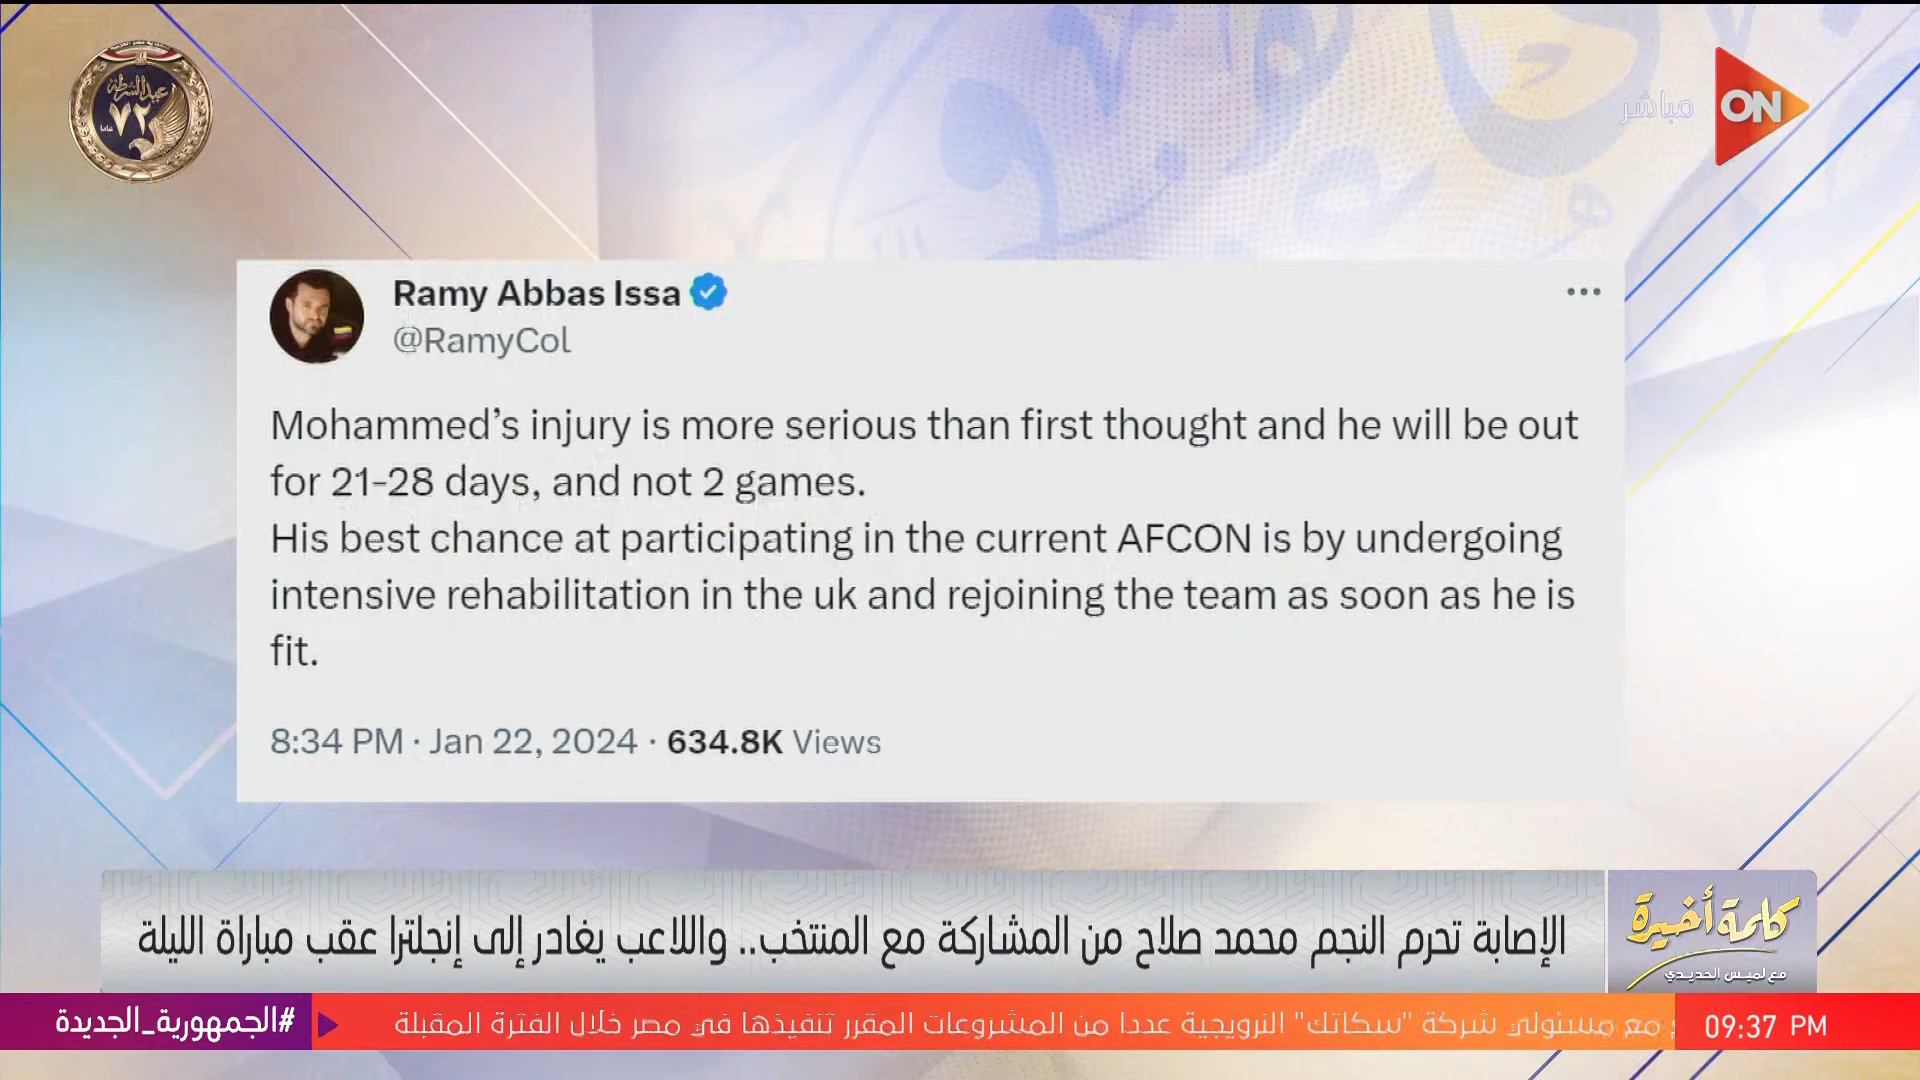 عيد الشرطة
٧٢
عاما
مباشر
ON
Ramy Abbas Issa
@RamyCol
Mohammed’s injury is more serious than first thought and he will be out
for 21-28 days, and not 2 games.
His best chance at participating in the current AFCON is by undergoing
intensive rehabilitation in the uk and rejoining the team as soon as he is
fit.
8:34 PM · Jan 22, 2024 · 634.8K Views
الإصابة تحرم النجم محمد صلاح من المشاركة مع المنتخب.. واللاعب يغادر إلى إنجلترا عقب مباراة الليلة
كلمة أخيرة
مع لميس الحديدي
#الجمهورية_الجديدة
مع مسئولي شركة "سكاتك" النرويجية عددا من المشروعات المقرر تنفيذها في مصر خلال الفترة المقبلة
09:37 PM